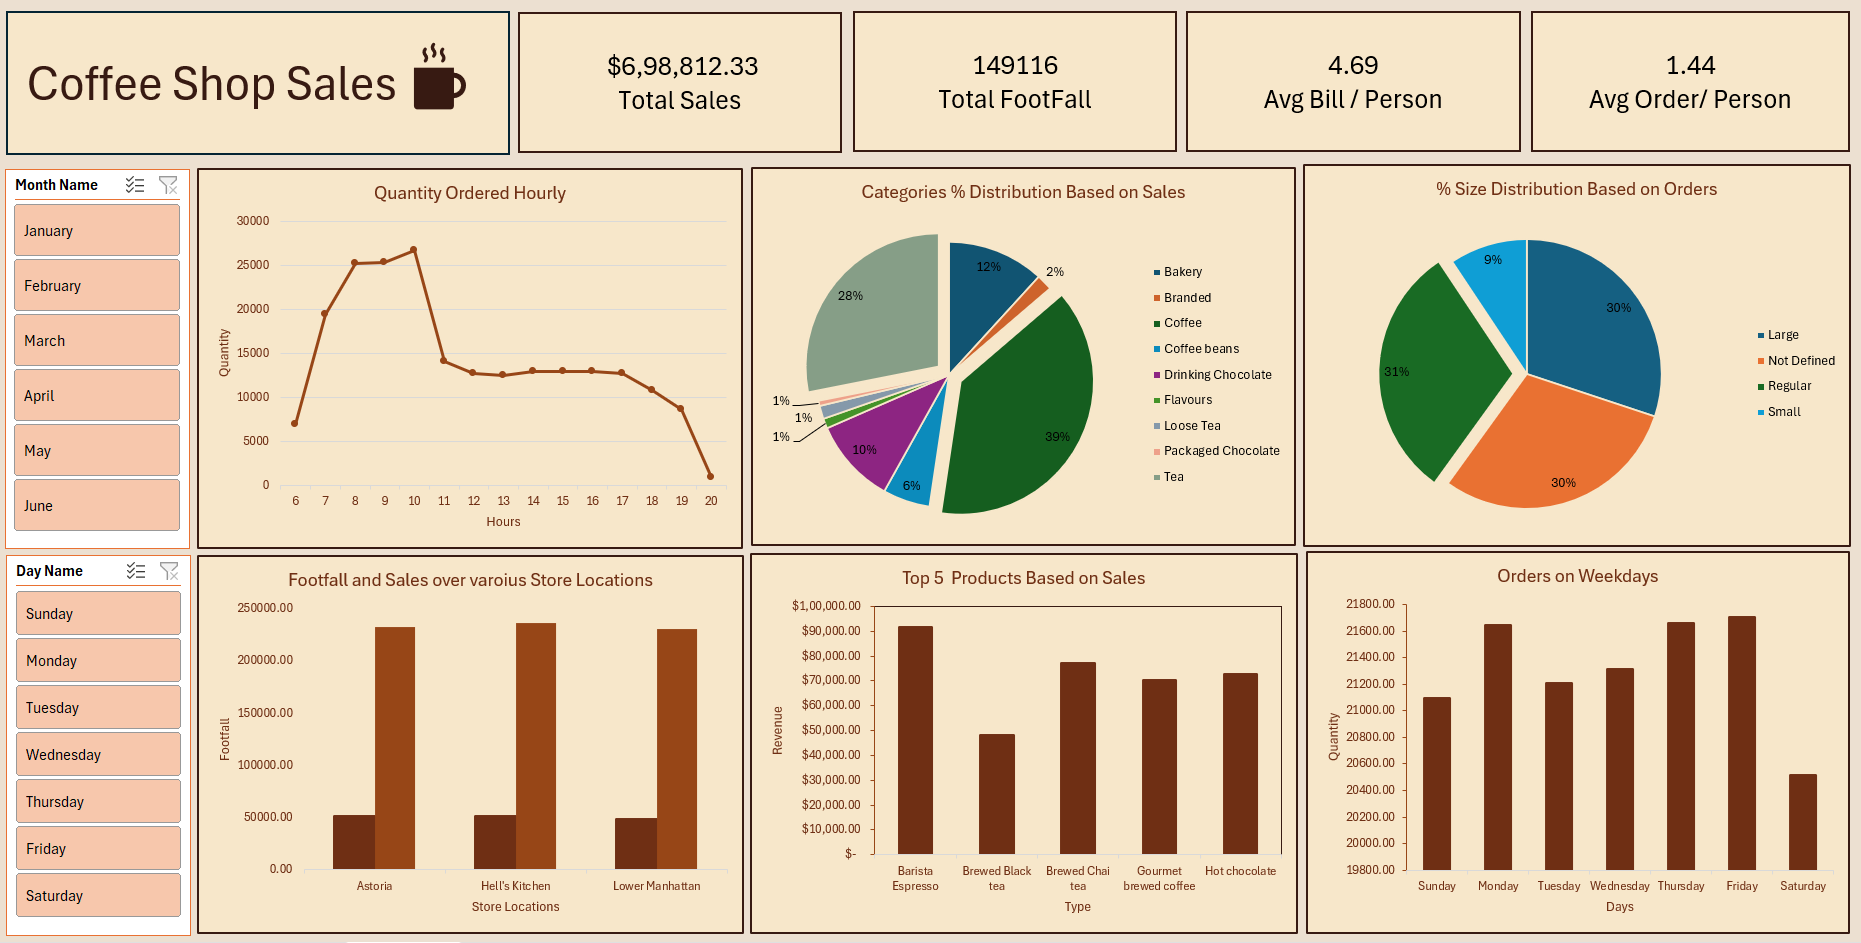 Coffee Shop Sales
$6,98,812.33
Total Sales
149116
Total FootFall
4.69
Avg Bill / Person
1.44
Avg Order/ Person
Month Name
January
February
March
April
May
June
Quantity Ordered Hourly
30000
25000
20000
15000
10000
5000
0
Quantity
6 7 8 9 10 11 12 13 14 15 16 17 18 19 20
Hours
Categories % Distribution Based on Sales
12%
2%
28%
39%
1%
1%
1%
10%
6%
Bakery
Branded
Coffee
Coffee beans
Drinking Chocolate
Flavours
Loose Tea
Packaged Chocolate
Tea
% Size Distribution Based on Orders
9%
30%
31%
30%
Large
Not Defined
Regular
Small
Day Name
Sunday
Monday
Tuesday
Wednesday
Thursday
Friday
Saturday
Footfall and Sales over varoius Store Locations
250000.00
200000.00
150000.00
100000.00
50000.00
0.00
Footfall
Astoria Hell's Kitchen Lower Manhattan
Store Locations
Top 5 Products Based on Sales
$1,00,000.00
$90,000.00
$80,000.00
$70,000.00
$60,000.00
$50,000.00
$40,000.00
$30,000.00
$20,000.00
$10,000.00
$-
Revenue
Barista Brewed Black Brewed Chai Gourmet Hot chocolate
Espresso tea tea brewed coffee
Type
Orders on Weekdays
21800.00
21600.00
21400.00
21200.00
21000.00
20800.00
20600.00
20400.00
20200.00
20000.00
19800.00
Quantity
Sunday Monday Tuesday Wednesday Thursday Friday Saturday
Days